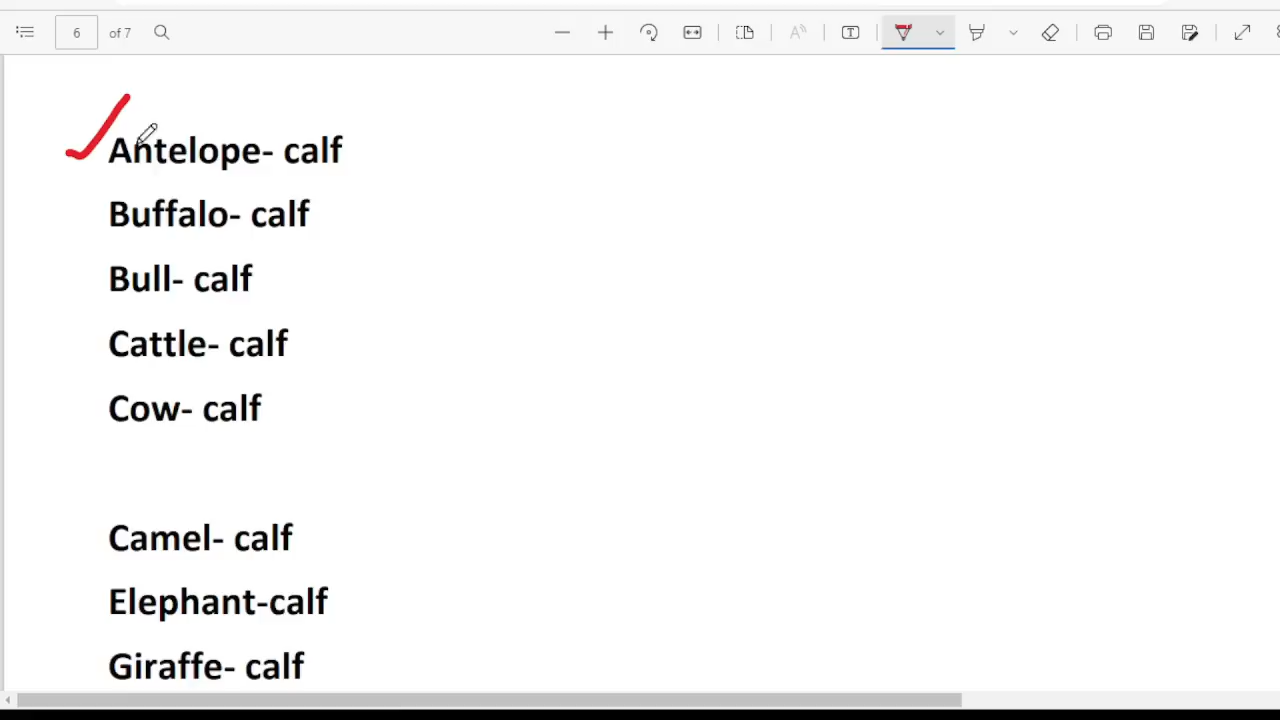 6 of 7
Antelope- calf
Buffalo- calf
Bull- calf
Cattle- calf
Cow- calf
Camel- calf
Elephant-calf
Giraffe- calf